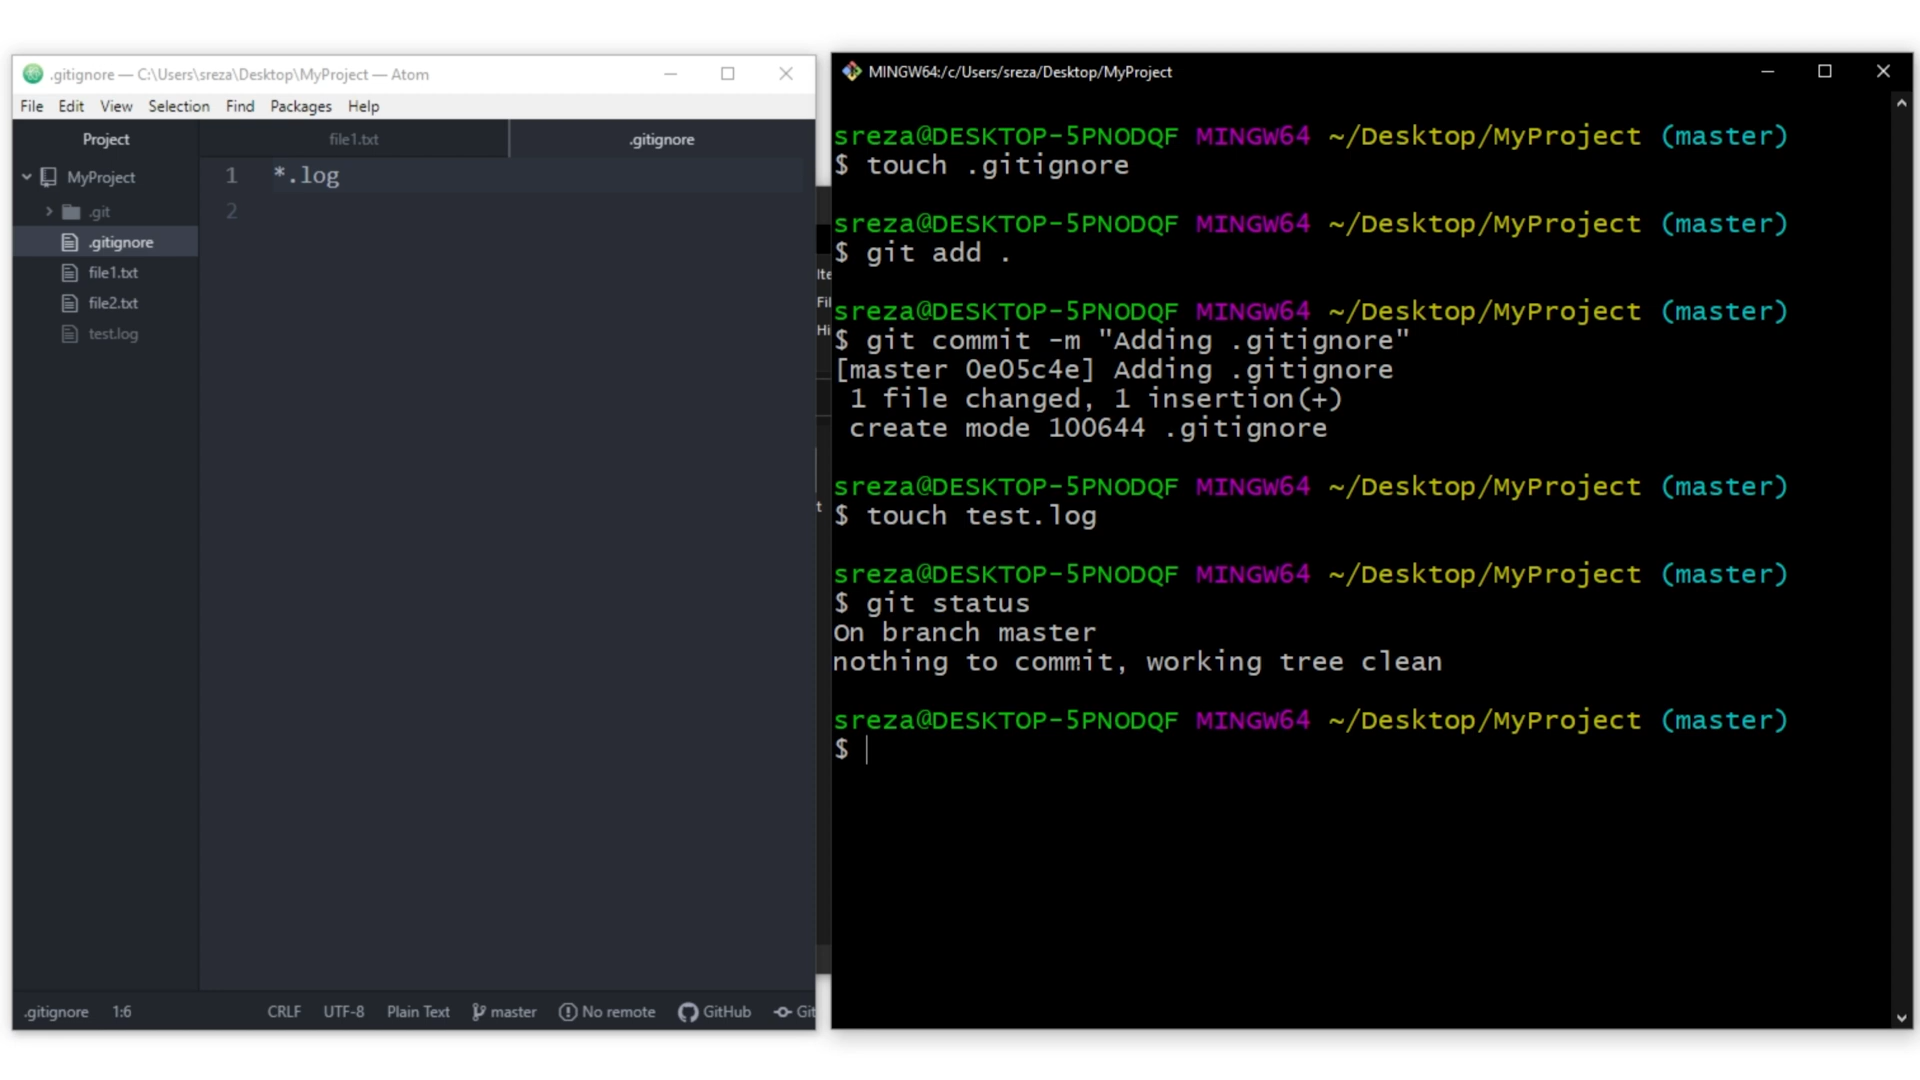 .gitignore — C:\Users\sreza\Desktop\MyProject — Atom
File Edit View Selection Find Packages Help
Project
file1.txt
.gitignore
MyProject
.git
.gitignore
file1.txt
file2.txt
test.log
1 *.log
2
.gitignore 1:6 CRLF UTF-8 Plain Text master No remote GitHub Git
Ite
Fil
Hi
t
MINGW64:/c/Users/sreza/Desktop/MyProject
sreza@DESKTOP-5PNODQF MINGW64 ~/Desktop/MyProject (master)
$ touch .gitignore
sreza@DESKTOP-5PNODQF MINGW64 ~/Desktop/MyProject (master)
$ git add .
sreza@DESKTOP-5PNODQF MINGW64 ~/Desktop/MyProject (master)
$ git commit -m "Adding .gitignore"
[master 0e05c4e] Adding .gitignore
1 file changed, 1 insertion(+)
create mode 100644 .gitignore
sreza@DESKTOP-5PNODQF MINGW64 ~/Desktop/MyProject (master)
$ touch test.log
sreza@DESKTOP-5PNODQF MINGW64 ~/Desktop/MyProject (master)
$ git status
On branch master
nothing to commit, working tree clean
sreza@DESKTOP-5PNODQF MINGW64 ~/Desktop/MyProject (master)
$